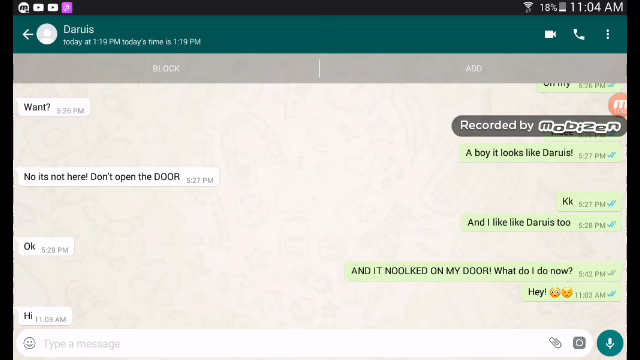 18% 11:04 AM
Daruis
today at 1:19 PM today's time is 1:19 PM
BLOCK ADD
Oh my 5:26 PM
Want? 5:26 PM
Recorded by MOBIZEN
A boy it looks like Daruis! 5:27 PM
No its not here! Don't open the DOOR 5:27 PM
Kk 5:27 PM
And I like like Daruis too 5:28 PM
Ok 5:28 PM
AND IT NOOLKED ON MY DOOR! What do I do now? 5:42 PM
Hey! 😳😔 11:03 AM
Hi 11:03 AM
Type a message